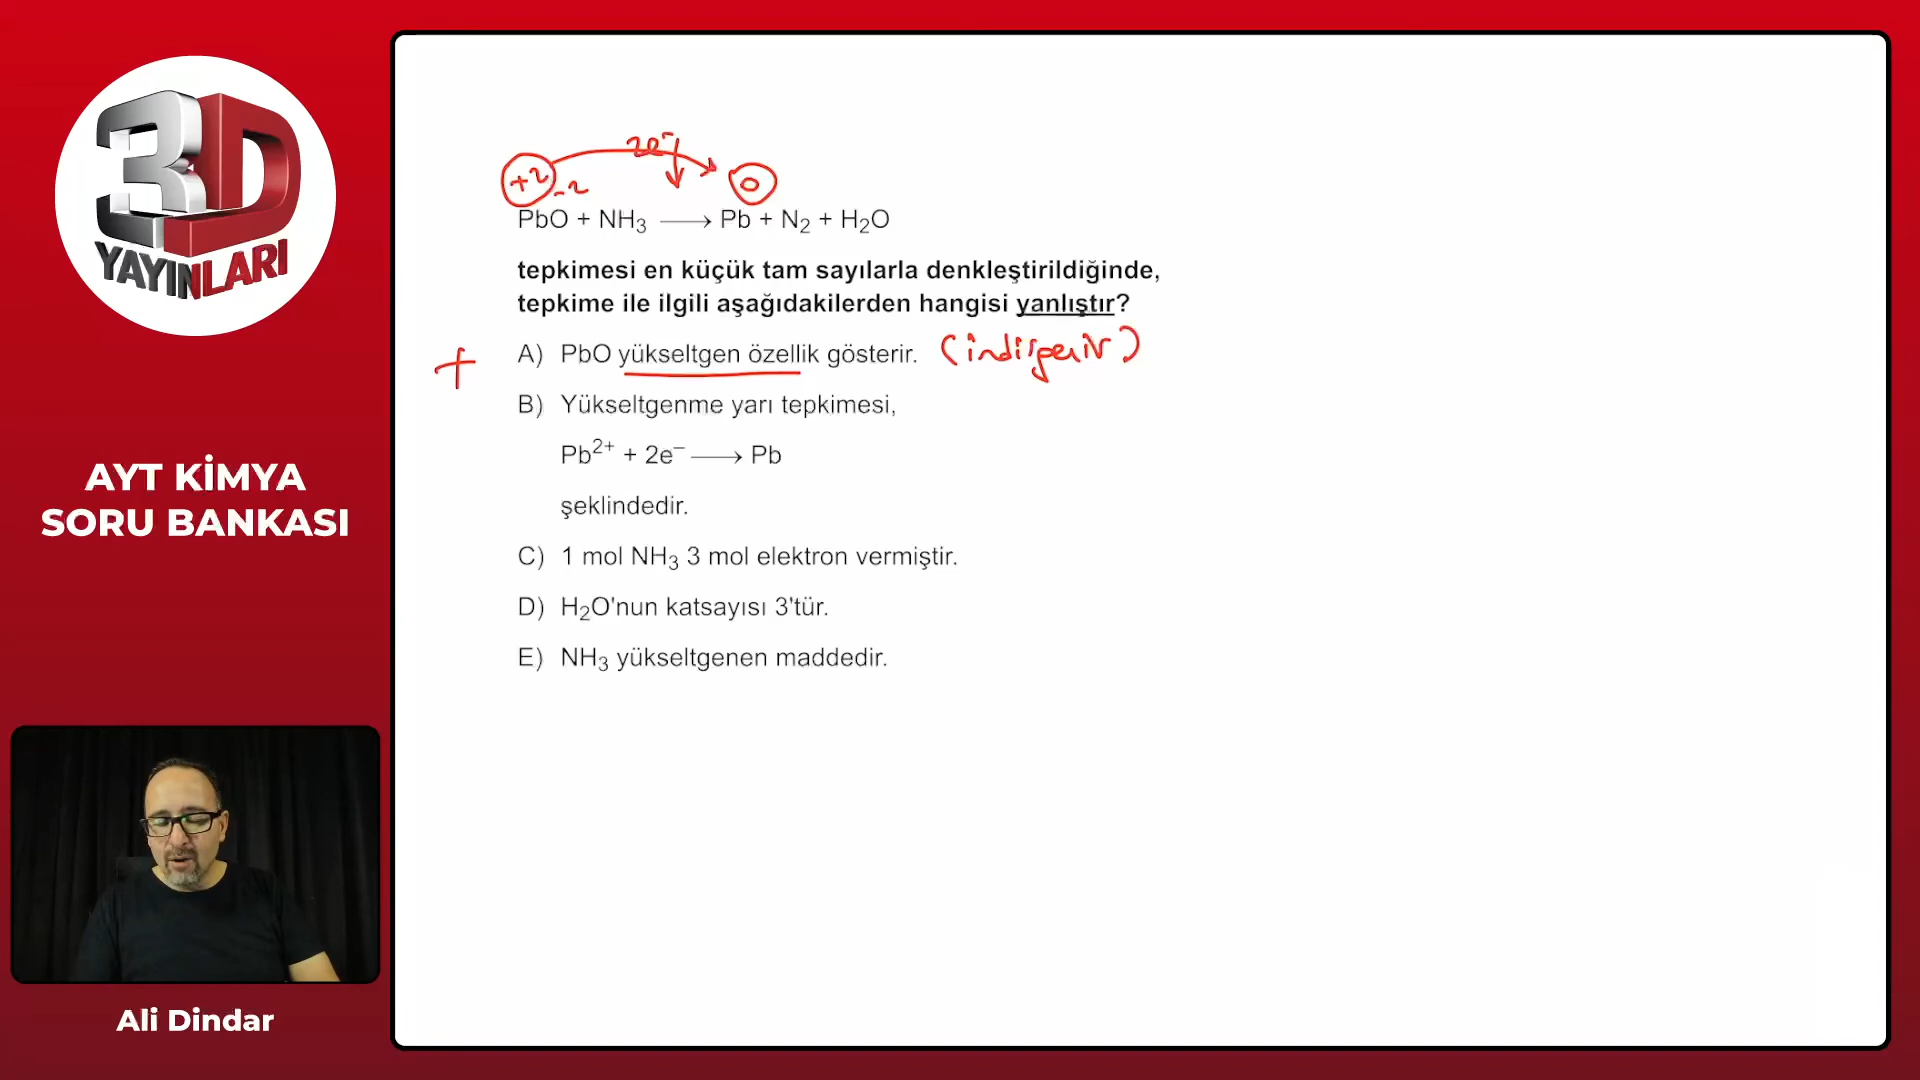 3D
YAYINLARI
AYT KİMYA
SORU BANKASI
Ali Dindar
2e⁻
+2 -2 0
PbO + NH₃ ⟶ Pb + N₂ + H₂O
tepkimesi en küçük tam sayılarla denkleştirildiğinde,
tepkime ile ilgili aşağıdakilerden hangisi yanlıştır?
+ A) PbO yükseltgen özellik gösterir. (indirgenir)
B) Yükseltgenme yarı tepkimesi,
Pb²⁺ + 2e⁻ ⟶ Pb
şeklindedir.
C) 1 mol NH₃ 3 mol elektron vermiştir.
D) H₂O'nun katsayısı 3'tür.
E) NH₃ yükseltgenen maddedir.